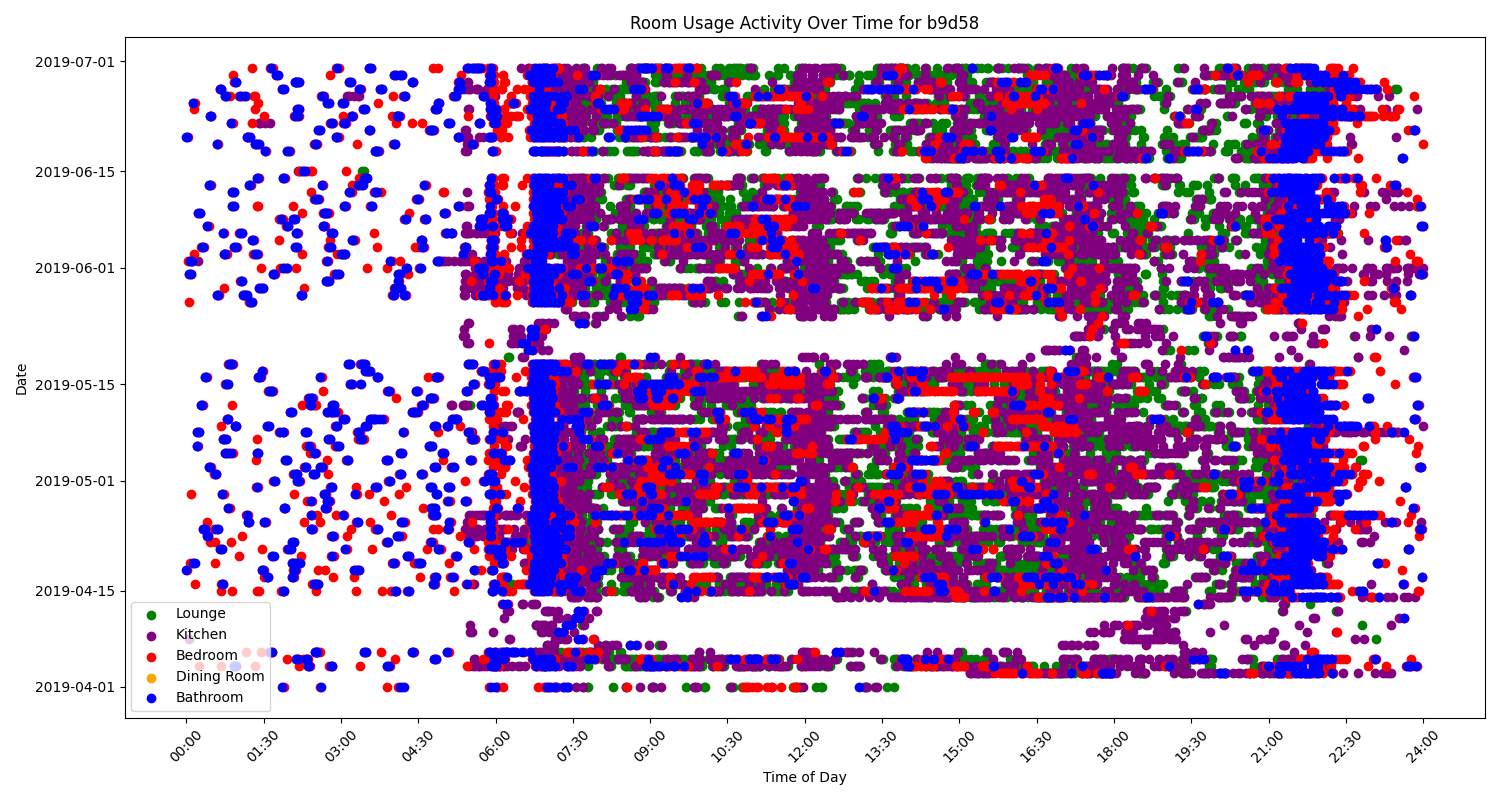 Room Usage Activity Over Time for b9d58
Date
2019-07-01
2019-06-15
2019-06-01
2019-05-15
2019-05-01
2019-04-15
2019-04-01
Lounge
Kitchen
Bedroom
Dining Room
Bathroom
00:00 01:30 03:00 04:30 06:00 07:30 09:00 10:30 12:00 13:30 15:00 16:30 18:00 19:30 21:00 22:30 24:00
Time of Day